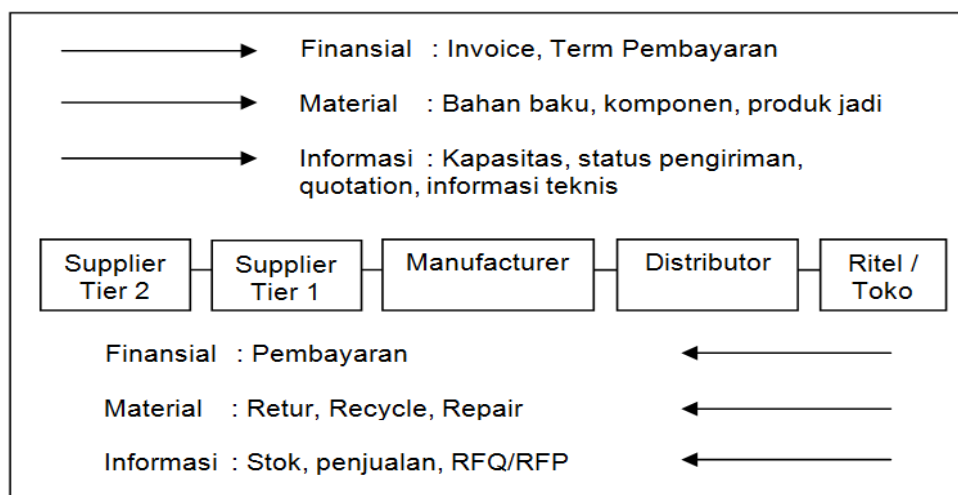 Finansial : Invoice, Term Pembayaran
Material : Bahan baku, komponen, produk jadi
Informasi : Kapasitas, status pengiriman,
quotation, informasi teknis
Supplier
Tier 2
Supplier
Tier 1
Manufacturer
Distributor
Ritel /
Toko
Finansial : Pembayaran
Material : Retur, Recycle, Repair
Informasi : Stok, penjualan, RFQ/RFP